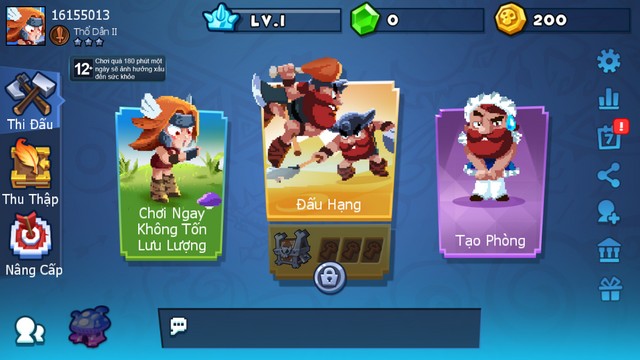 16155013
Thổ Dân II
LV.1
0
200
12+
Chơi quá 180 phút một
ngày sẽ ảnh hưởng xấu
đến sức khỏe
Thi Đấu
Thu Thập
Nâng Cấp
Chơi Ngay
Không Tốn
Lưu Lượng
Đấu Hạng
Tạo Phòng
7
!